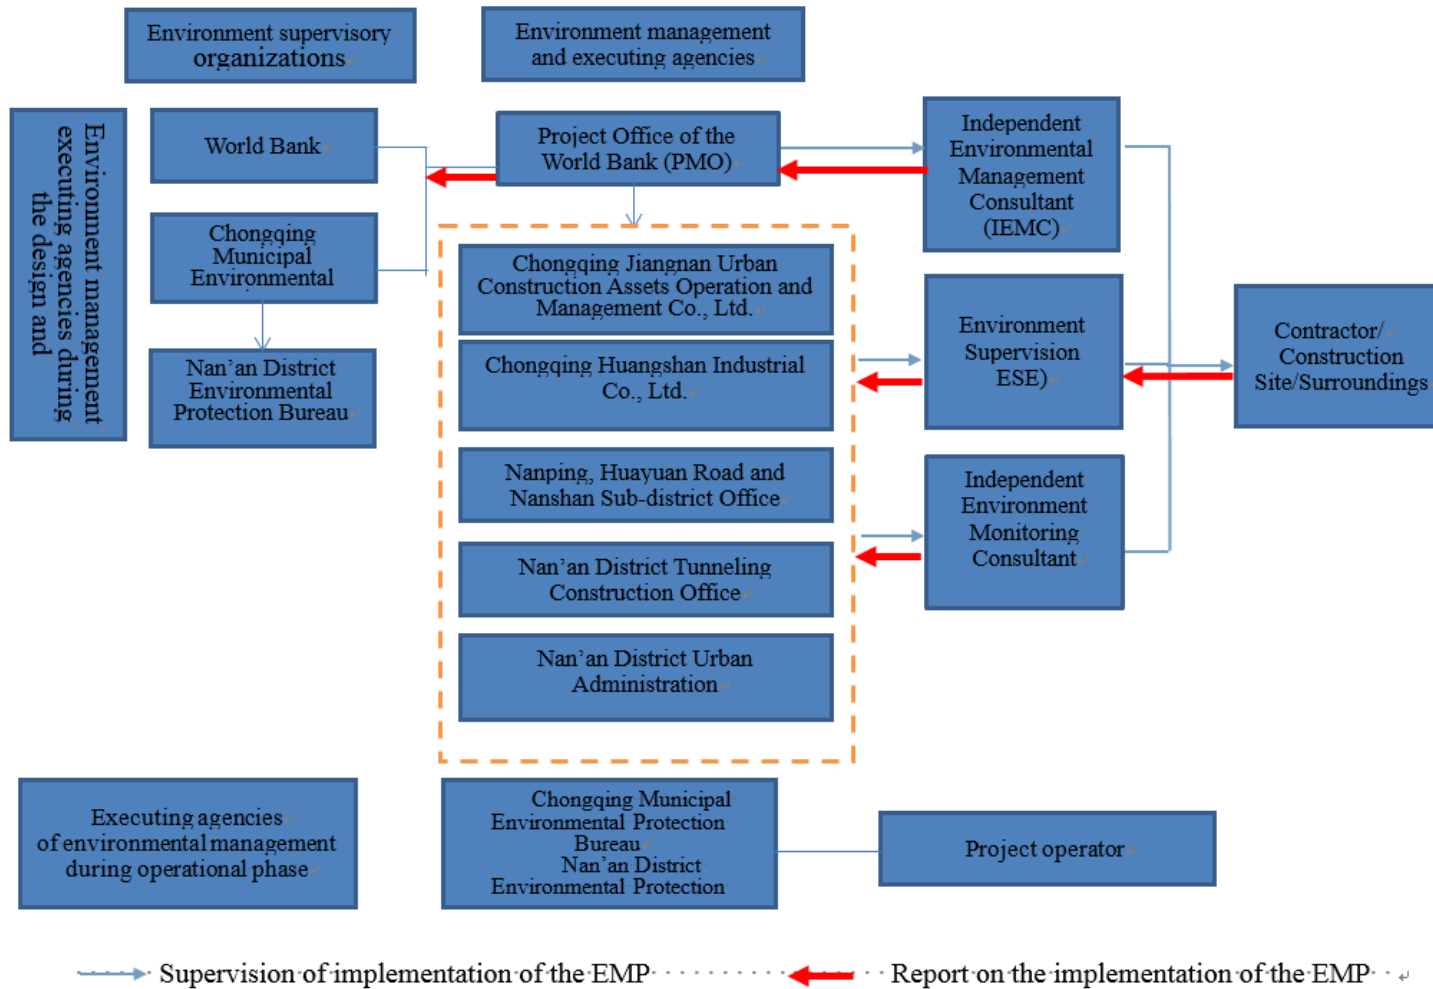 Environment supervisory
organizations
Environment management
and executing agencies
Environment management
executing agencies during
the design and
World Bank
Project Office of the
World Bank (PMO)
Independent
Environmental
Management
Consultant
(IEMC)
Chongqing
Municipal
Environmental
Chongqing Jiangnan Urban
Construction Assets Operation and
Management Co., Ltd.
Environment
Supervision
ESE)
Contractor/
Construction
Site/Surroundings
Nan’an District
Environmental
Protection Bureau
Chongqing Huangshan Industrial
Co., Ltd.
Nanping, Huayuan Road and
Nanshan Sub-district Office
Independent
Environment
Monitoring
Consultant
Nan’an District Tunneling
Construction Office
Nan’an District Urban
Administration
Executing agencies
of environmental management
during operational phase
Chongqing Municipal
Environmental Protection
Bureau
Nan’an District
Environmental Protection
Project operator
Supervision of implementation of the EMP
Report on the implementation of the EMP